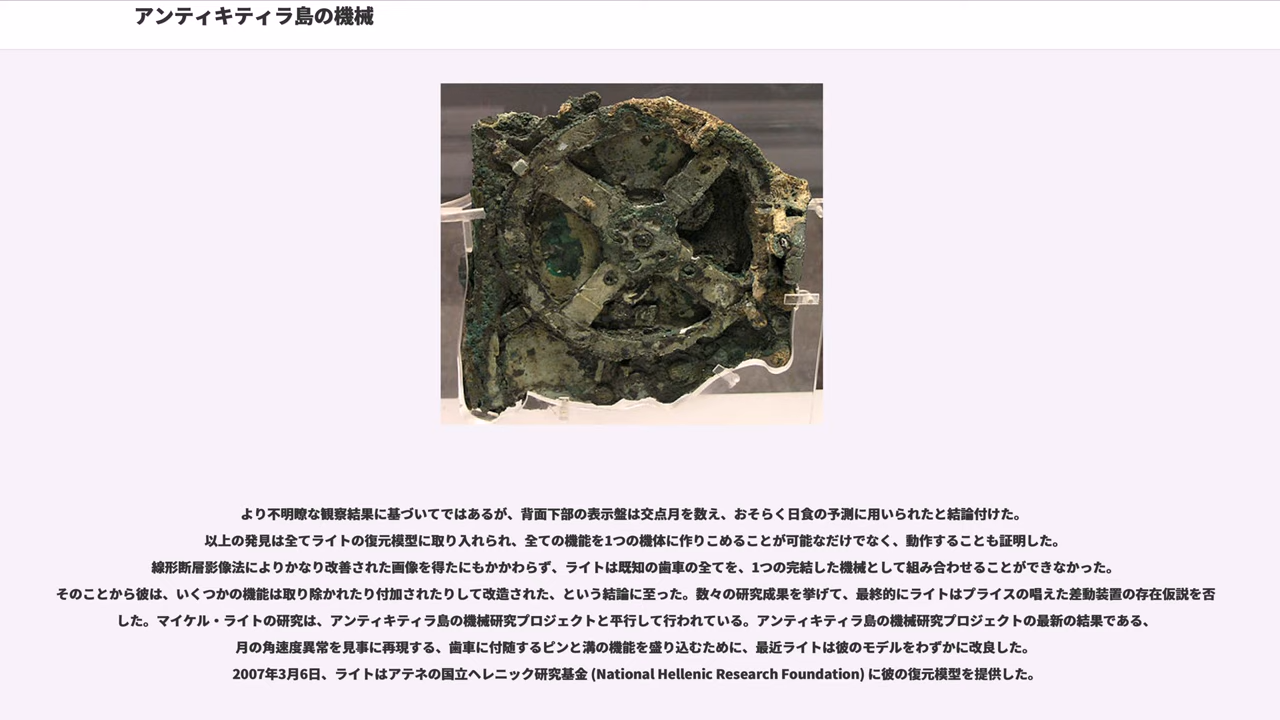 アンティキティラ島の機械
より不明瞭な観察結果に基づいてではあるが、背面下部の表示盤は交点月を数え、おそらく日食の予測に用いられたと結論付けた。
以上の発見は全てライトの復元模型に取り入れられ、全ての機能を1つの機体に作りこめることが可能なだけでなく、動作することも証明した。
線形断層影像法によりかなり改善された画像を得たにもかかわらず、ライトは既知の歯車の全てを、1つの完結した機械として組み合わせることができなかった。
そのことから彼は、いくつかの機能は取り除かれたり付加されたりして改造された、という結論に至った。数々の研究成果を挙げて、最終的にライトはプライスの唱えた差動装置の存在仮説を否
した。マイケル・ライトの研究は、アンティキティラ島の機械研究プロジェクトと平行して行われている。アンティキティラ島の機械研究プロジェクトの最新の結果である、
月の角速度異常を見事に再現する、歯車に付随するピンと溝の機能を盛り込むために、最近ライトは彼のモデルをわずかに改良した。
2007年3月6日、ライトはアテネの国立ヘレニック研究基金 (National Hellenic Research Foundation) に彼の復元模型を提供した。